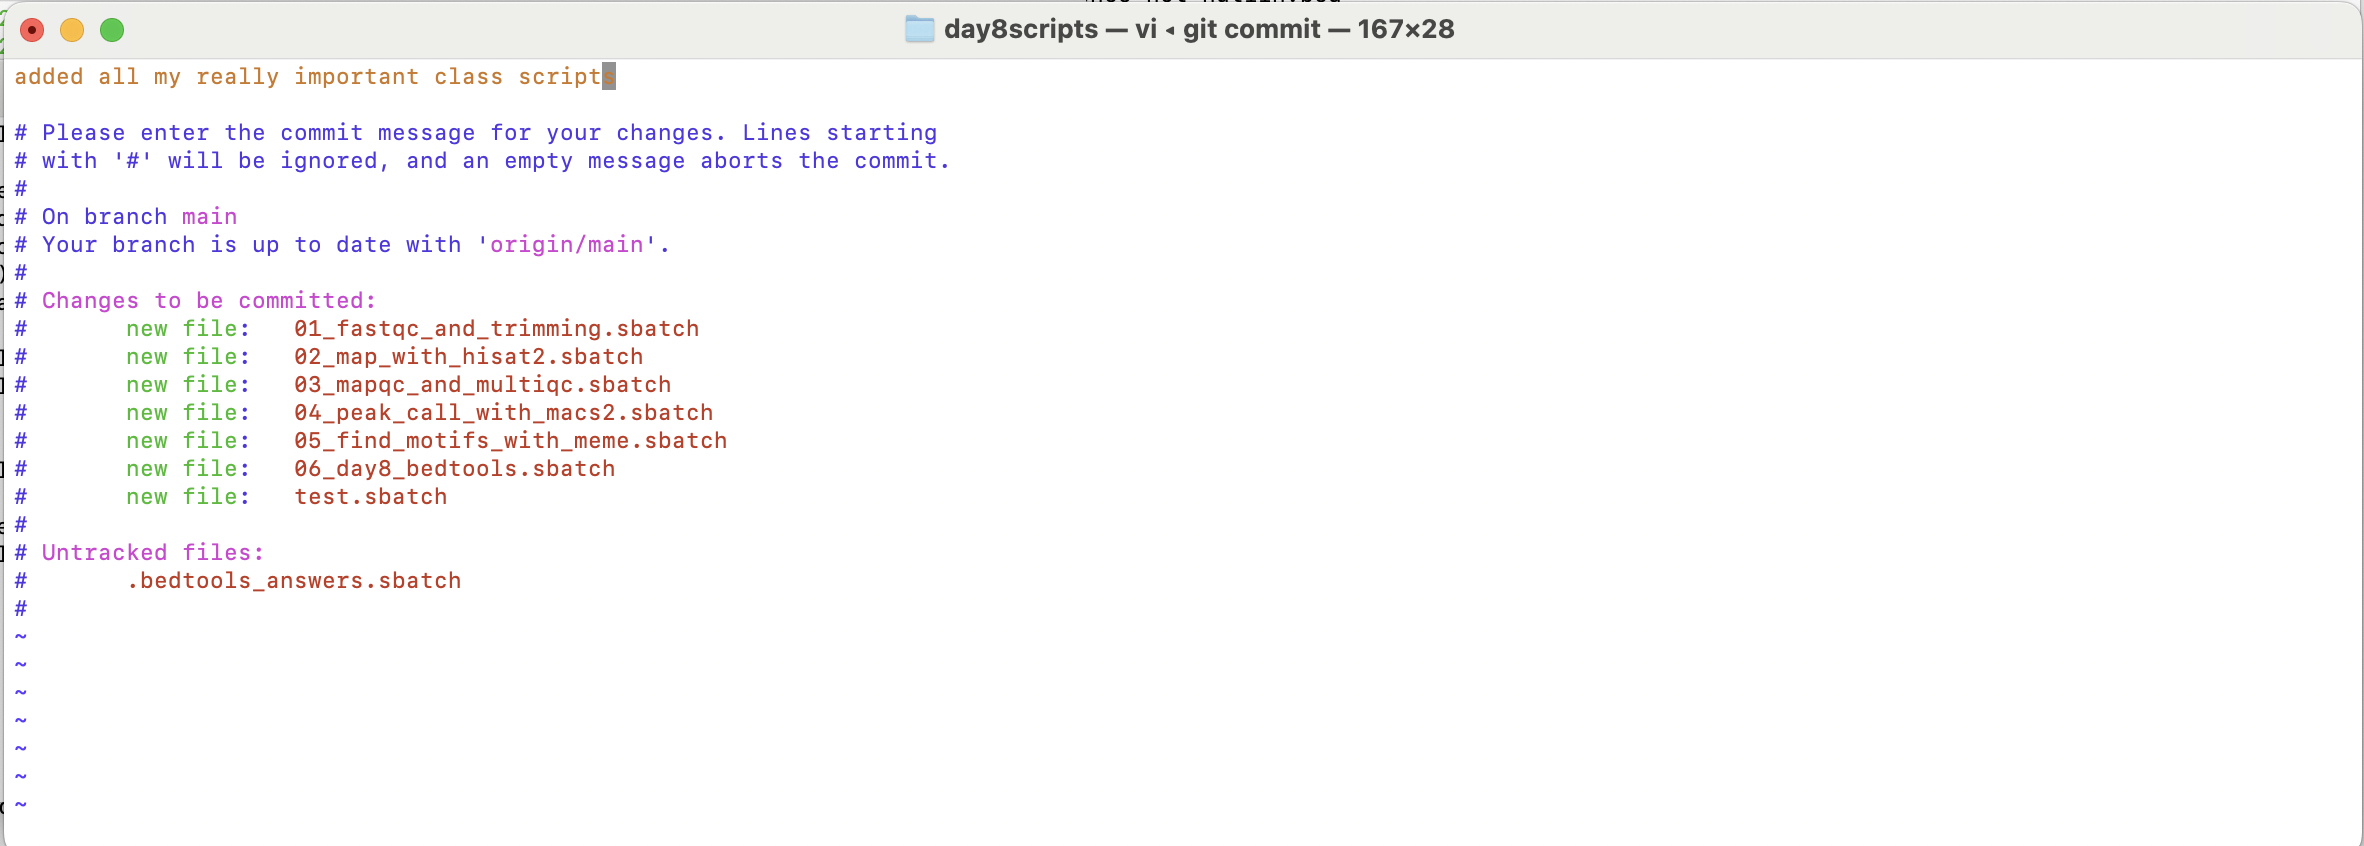 day8scripts — vi ◂ git commit — 167×28
added all my really important class scripts
# Please enter the commit message for your changes. Lines starting
# with '#' will be ignored, and an empty message aborts the commit.
#
# On branch main
# Your branch is up to date with 'origin/main'.
#
# Changes to be committed:
#       new file:   01_fastqc_and_trimming.sbatch
#       new file:   02_map_with_hisat2.sbatch
#       new file:   03_mapqc_and_multiqc.sbatch
#       new file:   04_peak_call_with_macs2.sbatch
#       new file:   05_find_motifs_with_meme.sbatch
#       new file:   06_day8_bedtools.sbatch
#       new file:   test.sbatch
#
# Untracked files:
#       .bedtools_answers.sbatch
#
~
~
~
~
~
~
~